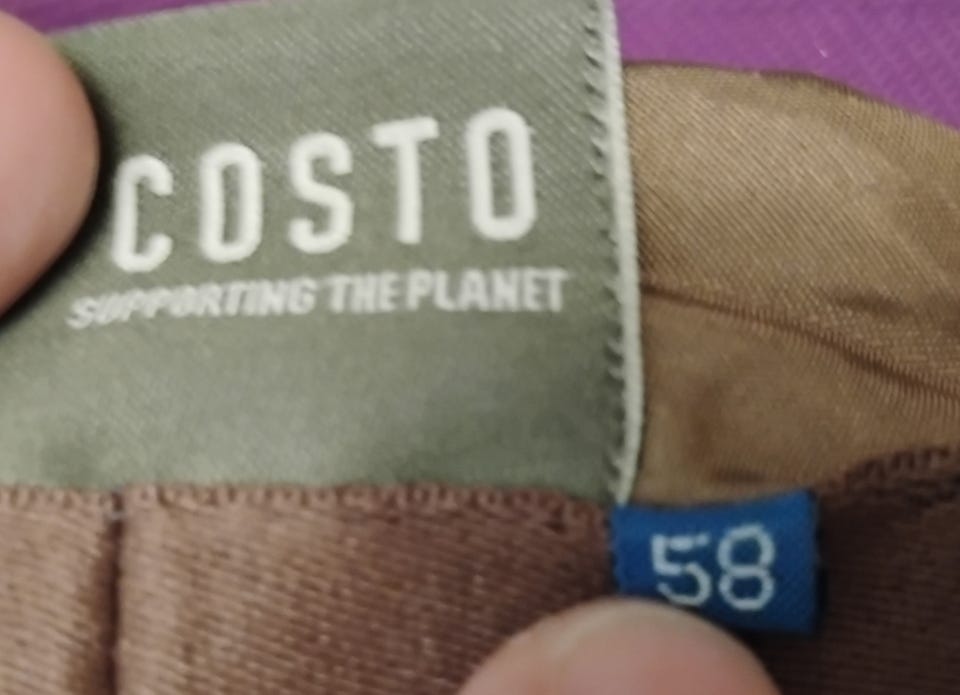 COSTO
SUPPORTING THE PLANET
58